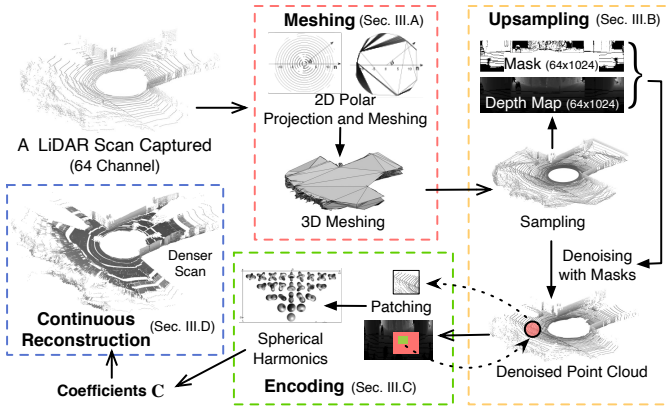 Meshing (Sec. III.A)
Upsampling (Sec. III.B)
Mask (64x1024)
Depth Map (64x1024)
2D Polar
Projection and Meshing
A LiDAR Scan Captured
(64 Channel)
3D Meshing
Sampling
Denser
Scan
Denoising
with Masks
Patching
Continuous
Reconstruction (Sec. III.D)
Spherical
Harmonics
Denoised Point Cloud
Coefficients C
Encoding (Sec. III.C)